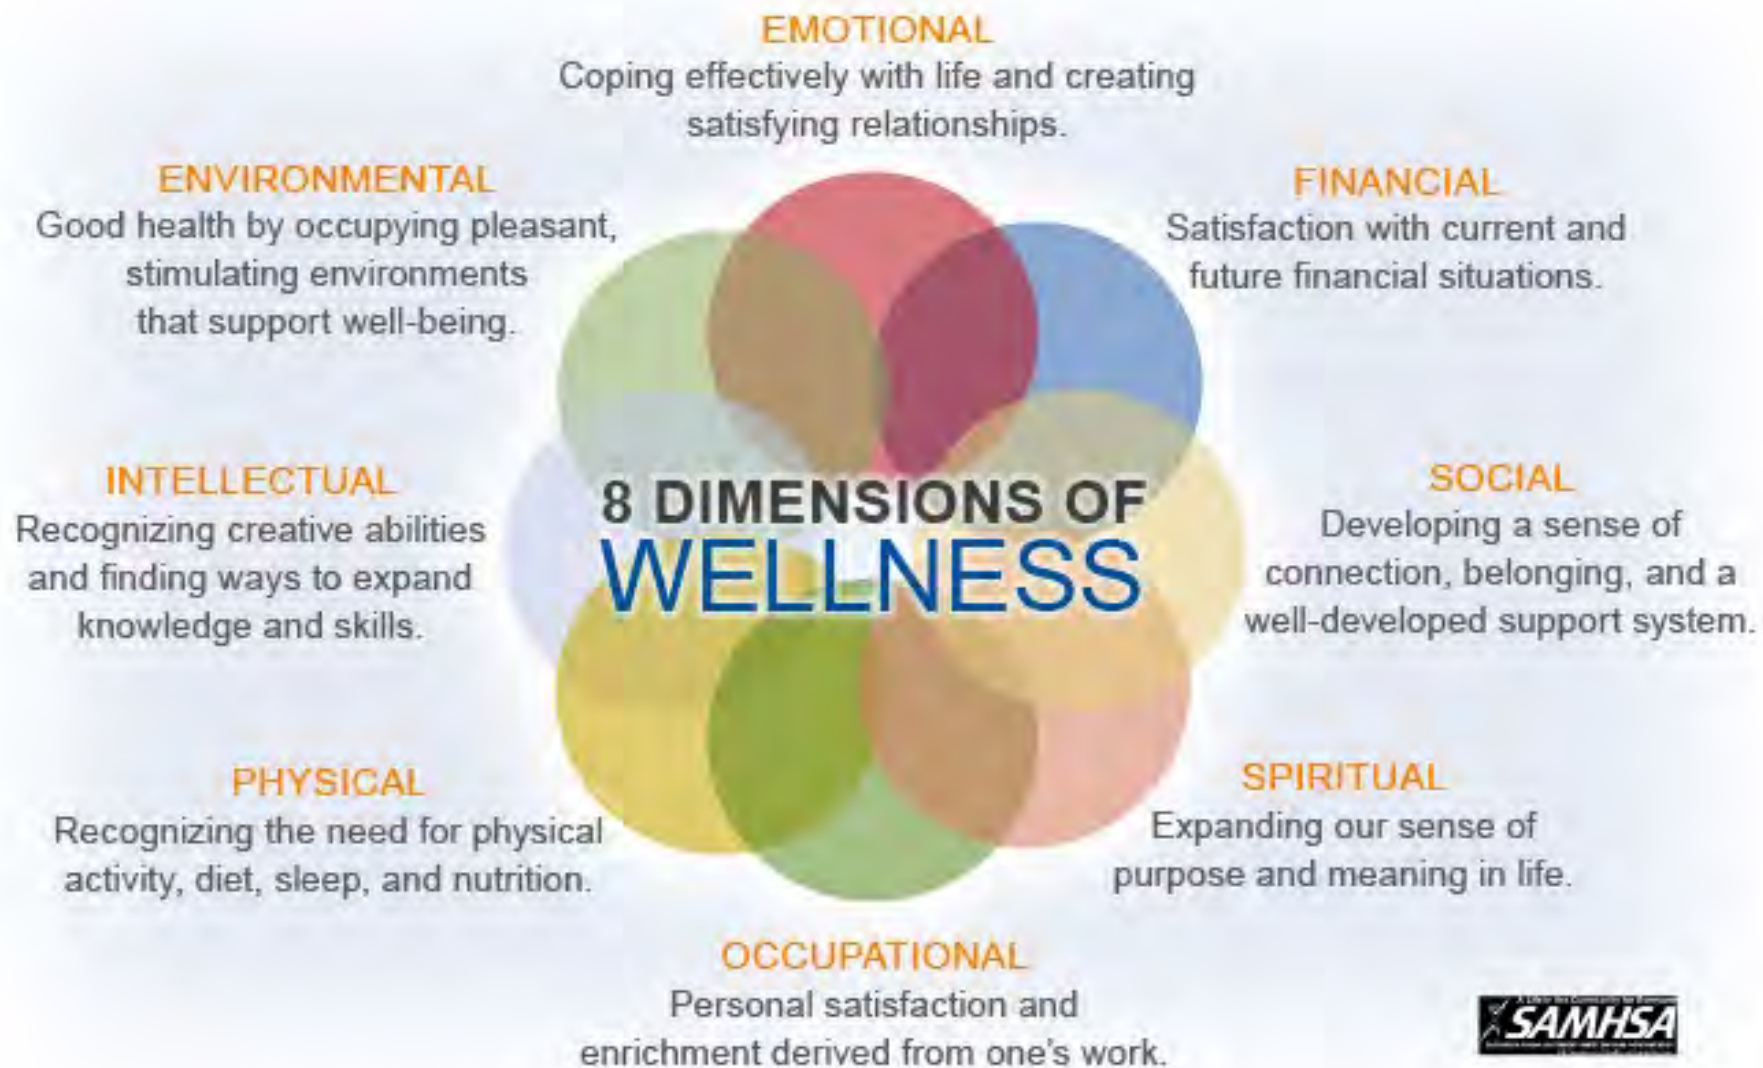 EMOTIONAL
Coping effectively with life and creating
satisfying relationships.
ENVIRONMENTAL
Good health by occupying pleasant,
stimulating environments
that support well-being.
FINANCIAL
Satisfaction with current and
future financial situations.
INTELLECTUAL
Recognizing creative abilities
and finding ways to expand
knowledge and skills.
8 DIMENSIONS OF
WELLNESS
SOCIAL
Developing a sense of
connection, belonging, and a
well-developed support system.
PHYSICAL
Recognizing the need for physical
activity, diet, sleep, and nutrition.
SPIRITUAL
Expanding our sense of
purpose and meaning in life.
OCCUPATIONAL
Personal satisfaction and
enrichment derived from one's work.
SAMHSA